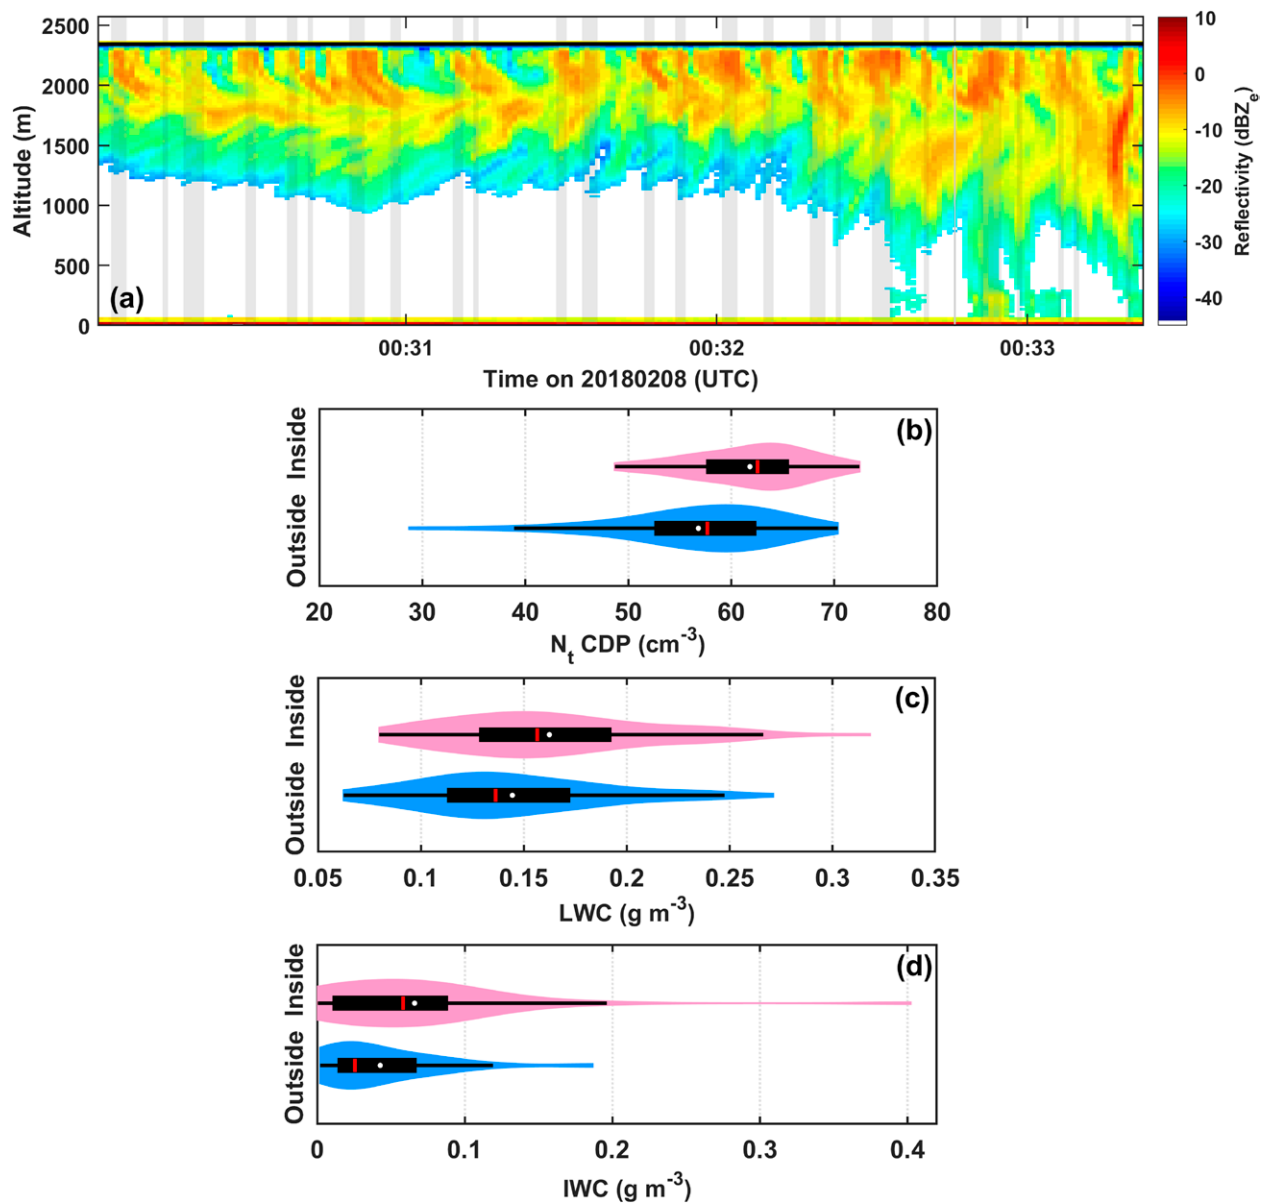 2500
2000
1500
1000
500
0
Altitude (m)
(a)
00:31
00:32
00:33
Time on 20180208 (UTC)
10
0
-10
-20
-30
-40
Reflectivity (dBZe)
(b)
Inside
Outside
20 30 40 50 60 70 80
Nt CDP (cm-3)
(c)
Inside
Outside
0.05 0.1 0.15 0.2 0.25 0.3 0.35
LWC (g m-3)
(d)
Inside
Outside
0 0.1 0.2 0.3 0.4
IWC (g m-3)